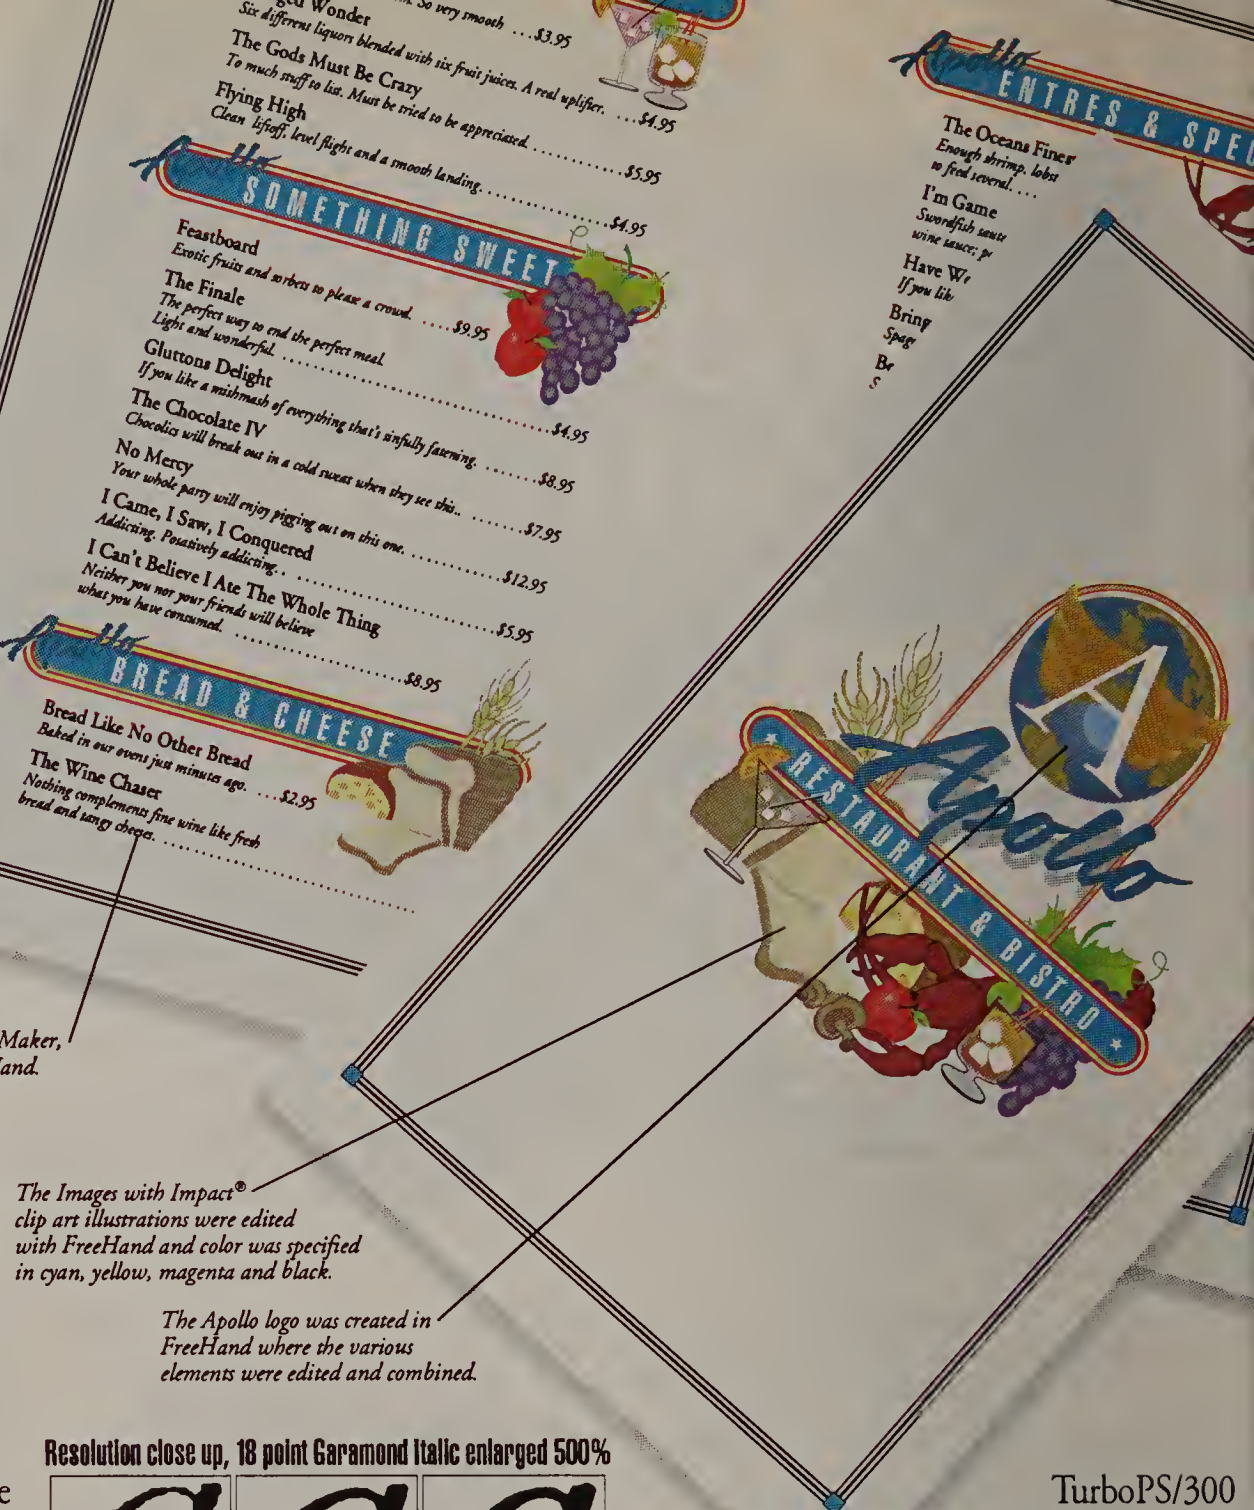 So very smooth ...$3.95
Wonder
Six different liquors blended with six fruit juices. A real uplifter. ...$4.95
The Gods Must Be Crazy
To much stuff to list. Must be tried to be appreciated. ............$5.95
Flying High
Clean liftoff, level flight and a smooth landing. ................$4.95
Apollo
SOMETHING SWEET
Feastboard
Exotic fruits and sorbets to please a crowd. ....$9.95
The Finale
The perfect way to end the perfect meal.
Light and wonderful. ........................................$4.95
Gluttons Delight
If you like a mishmash of everything that's sinfully fatening. .......$8.95
The Chocolate IV
Chocolics will break out in a cold sweat when they see this.. .......$7.95
No Mercy
Your whole party will enjoy pigging out on this one. ............$12.95
I Came, I Saw, I Conquered
Addicting. Posatively addicting. ............................$5.95
I Can't Believe I Ate The Whole Thing
Neither you nor your friends will believe
what you have consumed. .....................$8.95
Apollo
BREAD & CHEESE
Bread Like No Other Bread
Baked in our ovens just minutes ago. ...$2.95
The Wine Chaser
Nothing complements fine wine like fresh
bread and tangy cheeses. ..............................
Apollo
ENTRES & SPEC
The Oceans Fines
Enough shrimp, lobst
to feed several. ...
I'm Game
Swordfish saute
wine sauce;
Have We
If you lik
Bring
Spag
Be
S
A
Apollo
RESTAURANT & BISTRO
Maker,
Hand.
The Images with Impact®
clip art illustrations were edited
with FreeHand and color was specified
in cyan, yellow, magenta and black.
The Apollo logo was created in
FreeHand where the various
elements were edited and combined.
Resolution close up, 18 point Garamond italic enlarged 500%
e
TurboPS/300